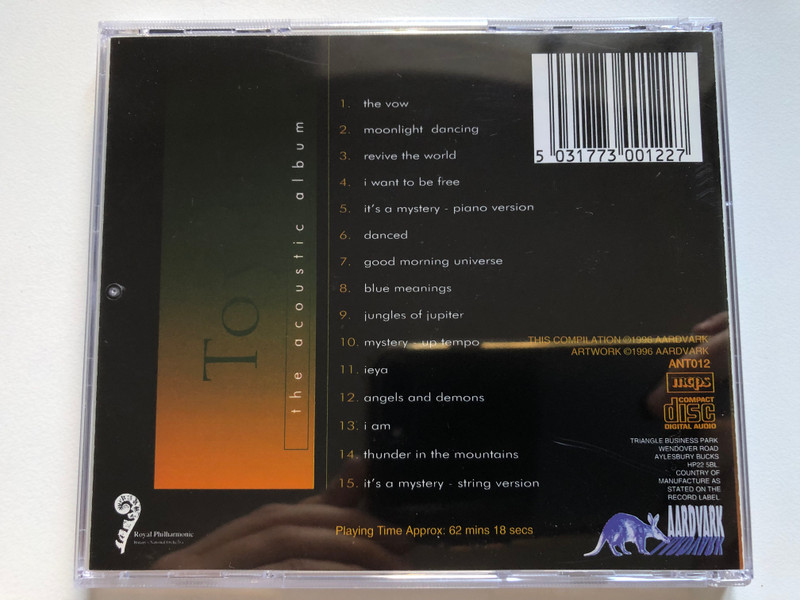 To
the acoustic album
1. the vow
2. moonlight dancing
3. revive the world
4. i want to be free
5. it's a mystery - piano version
6. danced
7. good morning universe
8. blue meanings
9. jungles of jupiter
10. mystery - up tempo
11. ieya
12. angels and demons
13. i am
14. thunder in the mountains
15. it's a mystery - string version
Playing Time Approx: 62 mins 18 secs
5 031773 001227
THIS COMPILATION ©1996 AARDVARK
ARTWORK ©1996 AARDVARK
ANT012
mcps
COMPACT
disc
DIGITAL AUDIO
TRIANGLE BUSINESS PARK
WENDOVER ROAD
AYLESBURY BUCKS
HP22 5BL
COUNTRY OF
MANUFACTURE AS
STATED ON THE
RECORD LABEL
AARDVARK
Royal Philharmonic